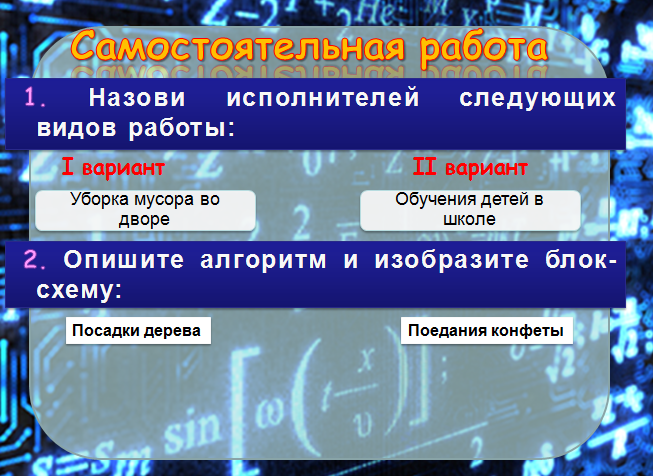 Самостоятельная работа
1. Назови исполнителей следующих
видов работы:
I вариант
II вариант
Уборка мусора во
дворе
Обучения детей в
школе
2. Опишите алгоритм и изобразите блок-
схему:
Посадки дерева
Поедания конфеты
sin [ω(t – x/υ)];